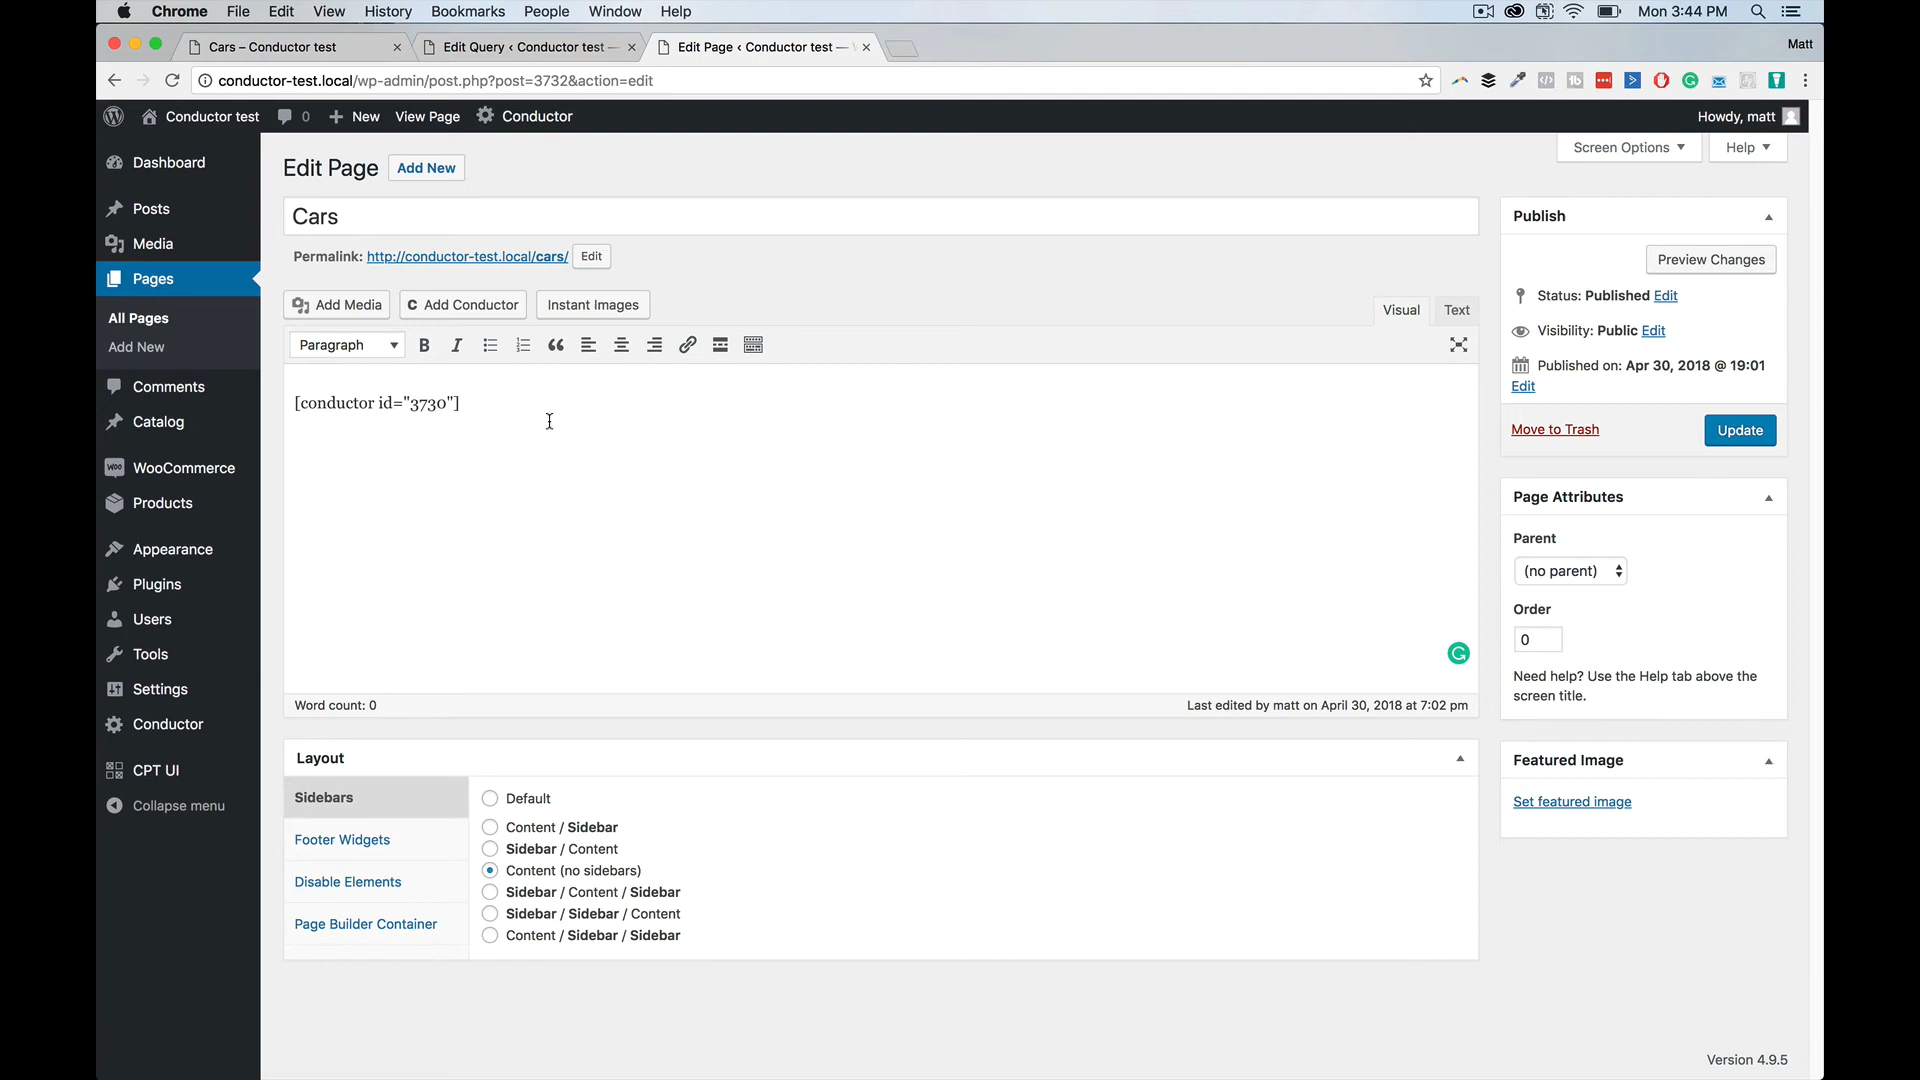 Chrome File Edit View History Bookmarks People Window Help Mon 3:44 PM
Cars – Conductor test Edit Query ‹ Conductor test — Edit Page ‹ Conductor test — Matt
conductor-test.local/wp-admin/post.php?post=3732&action=edit
Conductor test 0 New View Page Conductor Howdy, matt
Screen Options Help
Dashboard
Posts
Media
Pages
All Pages
Add New
Comments
Catalog
WooCommerce
Products
Appearance
Plugins
Users
Tools
Settings
Conductor
CPT UI
Collapse menu
Edit Page Add New
Cars
Permalink: http://conductor-test.local/cars/ Edit
Add Media C Add Conductor Instant Images
Visual Text
Paragraph B I
[conductor id="3730"]
Word count: 0 Last edited by matt on April 30, 2018 at 7:02 pm
Layout
Sidebars
Footer Widgets
Disable Elements
Page Builder Container
Default
Content / Sidebar
Sidebar / Content
Content (no sidebars)
Sidebar / Content / Sidebar
Sidebar / Sidebar / Content
Content / Sidebar / Sidebar
Publish
Preview Changes
Status: Published Edit
Visibility: Public Edit
Published on: Apr 30, 2018 @ 19:01
Edit
Move to Trash Update
Page Attributes
Parent
(no parent)
Order
0
Need help? Use the Help tab above the
screen title.
Featured Image
Set featured image
Version 4.9.5